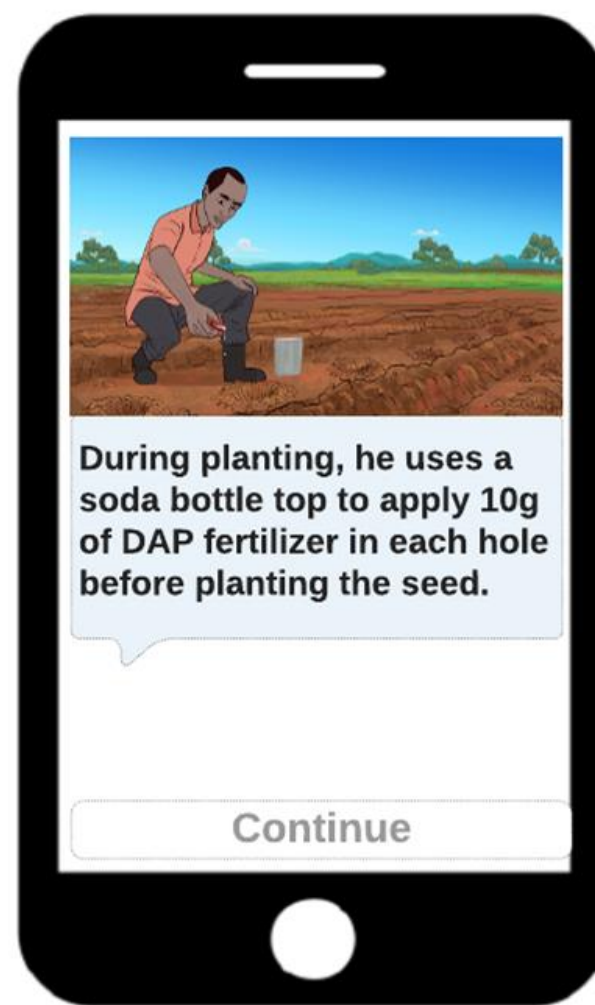 During planting, he uses a
soda bottle top to apply 10g
of DAP fertilizer in each hole
before planting the seed.
Continue